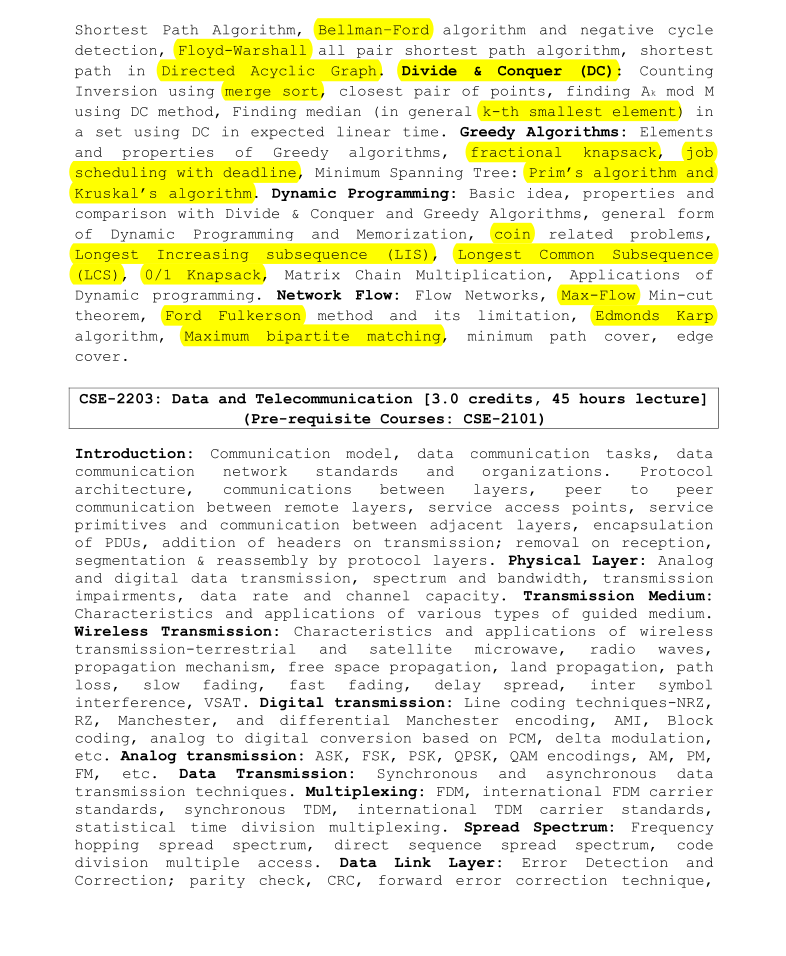 Shortest Path Algorithm, Bellman-Ford algorithm and negative cycle
detection, Floyd-Warshall all pair shortest path algorithm, shortest
path in Directed Acyclic Graph. Divide & Conquer (DC): Counting
Inversion using merge sort, closest pair of points, finding Aₖ mod M
using DC method, Finding median (in general k-th smallest element) in
a set using DC in expected linear time. Greedy Algorithms: Elements
and properties of Greedy algorithms, fractional knapsack, job
scheduling with deadline, Minimum Spanning Tree: Prim’s algorithm and
Kruskal’s algorithm. Dynamic Programming: Basic idea, properties and
comparison with Divide & Conquer and Greedy Algorithms, general form
of Dynamic Programming and Memorization, coin related problems,
Longest Increasing subsequence (LIS), Longest Common Subsequence
(LCS), 0/1 Knapsack, Matrix Chain Multiplication, Applications of
Dynamic programming. Network Flow: Flow Networks, Max-Flow Min-cut
theorem, Ford Fulkerson method and its limitation, Edmonds Karp
algorithm, Maximum bipartite matching, minimum path cover, edge
cover.
CSE-2203: Data and Telecommunication [3.0 credits, 45 hours lecture]
(Pre-requisite Courses: CSE-2101)
Introduction: Communication model, data communication tasks, data
communication network standards and organizations. Protocol
architecture, communications between layers, peer to peer
communication between remote layers, service access points, service
primitives and communication between adjacent layers, encapsulation
of PDUs, addition of headers on transmission; removal on reception,
segmentation & reassembly by protocol layers. Physical Layer: Analog
and digital data transmission, spectrum and bandwidth, transmission
impairments, data rate and channel capacity. Transmission Medium:
Characteristics and applications of various types of guided medium.
Wireless Transmission: Characteristics and applications of wireless
transmission-terrestrial and satellite microwave, radio waves,
propagation mechanism, free space propagation, land propagation, path
loss, slow fading, fast fading, delay spread, inter symbol
interference, VSAT. Digital transmission: Line coding techniques-NRZ,
RZ, Manchester, and differential Manchester encoding, AMI, Block
coding, analog to digital conversion based on PCM, delta modulation,
etc. Analog transmission: ASK, FSK, PSK, QPSK, QAM encodings, AM, PM,
FM, etc. Data Transmission: Synchronous and asynchronous data
transmission techniques. Multiplexing: FDM, international FDM carrier
standards, synchronous TDM, international TDM carrier standards,
statistical time division multiplexing. Spread Spectrum: Frequency
hopping spread spectrum, direct sequence spread spectrum, code
division multiple access. Data Link Layer: Error Detection and
Correction; parity check, CRC, forward error correction technique,